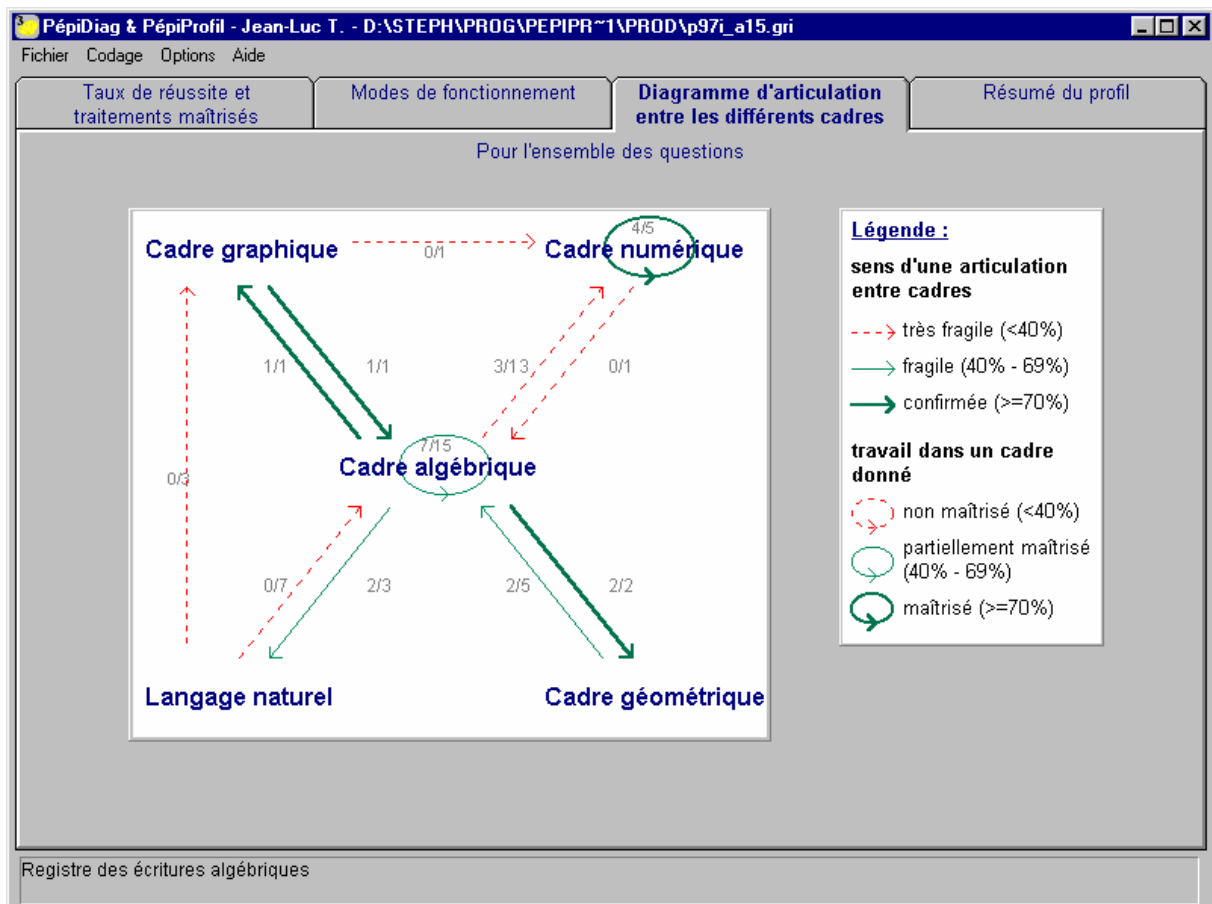 PépiDiag & PépiProfil - Jean-Luc T. - D:\STEPH\PROG\PEPIPR~1\PROD\p97i_a15.gri
Fichier Codage Options Aide
Taux de réussite et
traitements maîtrisés
Modes de fonctionnement
Diagramme d'articulation
entre les différents cadres
Résumé du profil
Pour l'ensemble des questions
4/5
Cadre graphique
0/1
Cadre numérique
1/1
1/1
3/13
0/1
7/15
Cadre algébrique
0/3
0/7
2/3
2/5
2/2
Langage naturel
Cadre géométrique
Légende :
sens d'une articulation
entre cadres
très fragile (<40%)
fragile (40% - 69%)
confirmée (>=70%)
travail dans un cadre
donné
non maîtrisé (<40%)
partiellement maîtrisé
(40% - 69%)
maîtrisé (>=70%)
Registre des écritures algébriques